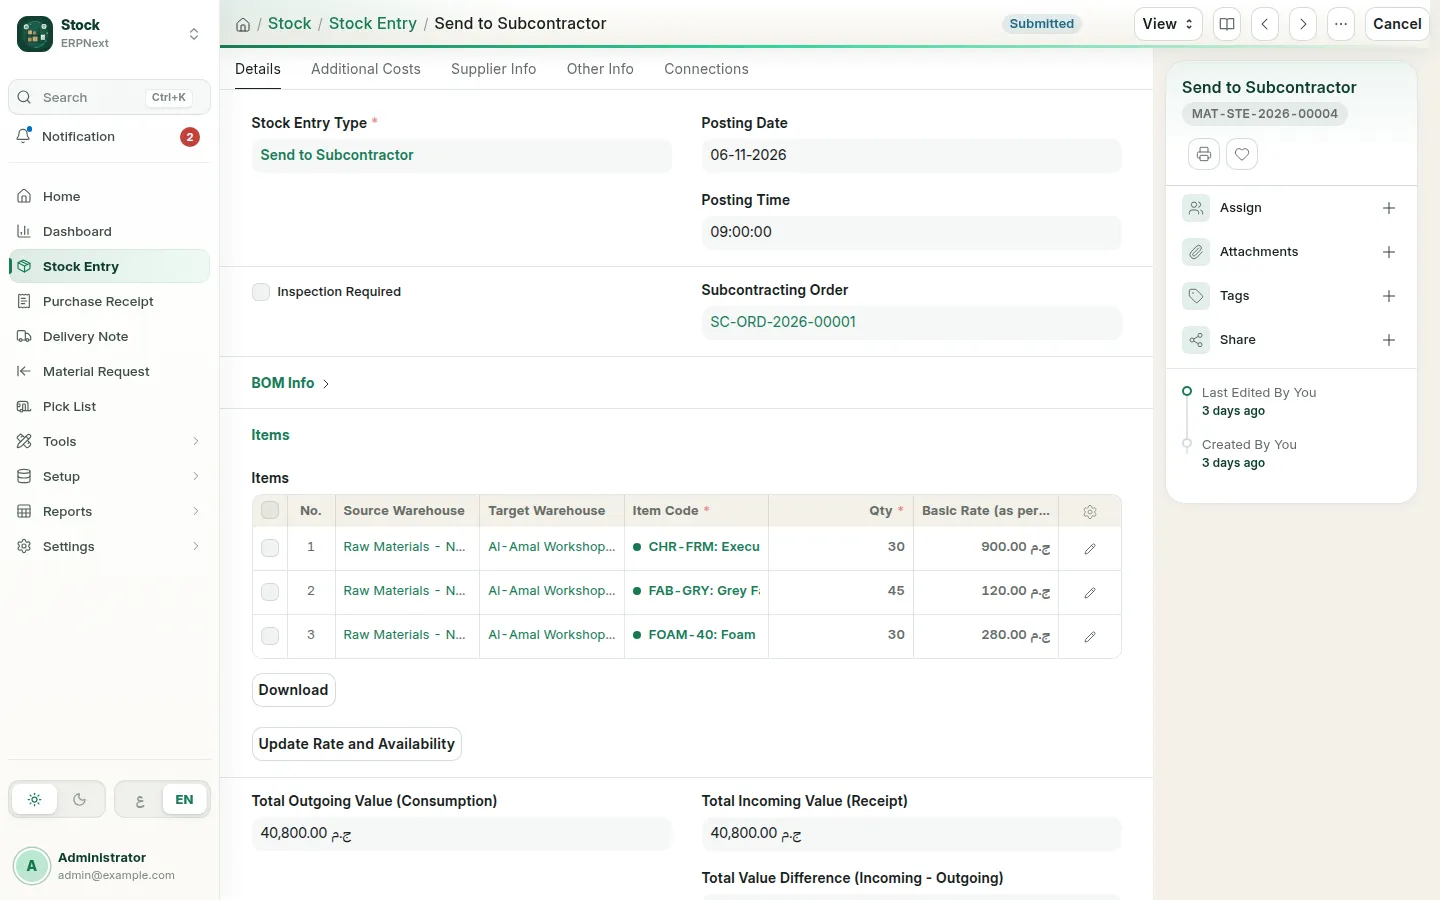 Stock
ERPNext
Search Ctrl+K
Notification 2
Home
Dashboard
Stock Entry
Purchase Receipt
Delivery Note
Material Request
Pick List
Tools
Setup
Reports
Settings
ع EN
A Administrator
admin@example.com
/ Stock / Stock Entry / Send to Subcontractor
Submitted View ... Cancel
Details Additional Costs Supplier Info Other Info Connections
Stock Entry Type *
Send to Subcontractor
Posting Date
06-11-2026
Posting Time
09:00:00
Inspection Required
Subcontracting Order
SC-ORD-2026-00001
BOM Info
Items
Items
No. Source Warehouse Target Warehouse Item Code * Qty * Basic Rate (as per...
1 Raw Materials - N... Al-Amal Workshop... CHR-FRM: Execu 30 900.00 ج.م
2 Raw Materials - N... Al-Amal Workshop... FAB-GRY: Grey Fa 45 120.00 ج.م
3 Raw Materials - N... Al-Amal Workshop... FOAM-40: Foam 30 280.00 ج.م
Download
Update Rate and Availability
Total Outgoing Value (Consumption)
40,800.00 ج.م
Total Incoming Value (Receipt)
40,800.00 ج.م
Total Value Difference (Incoming - Outgoing)
Send to Subcontractor
MAT-STE-2026-00004
Assign
Attachments
Tags
Share
Last Edited By You
3 days ago
Created By You
3 days ago